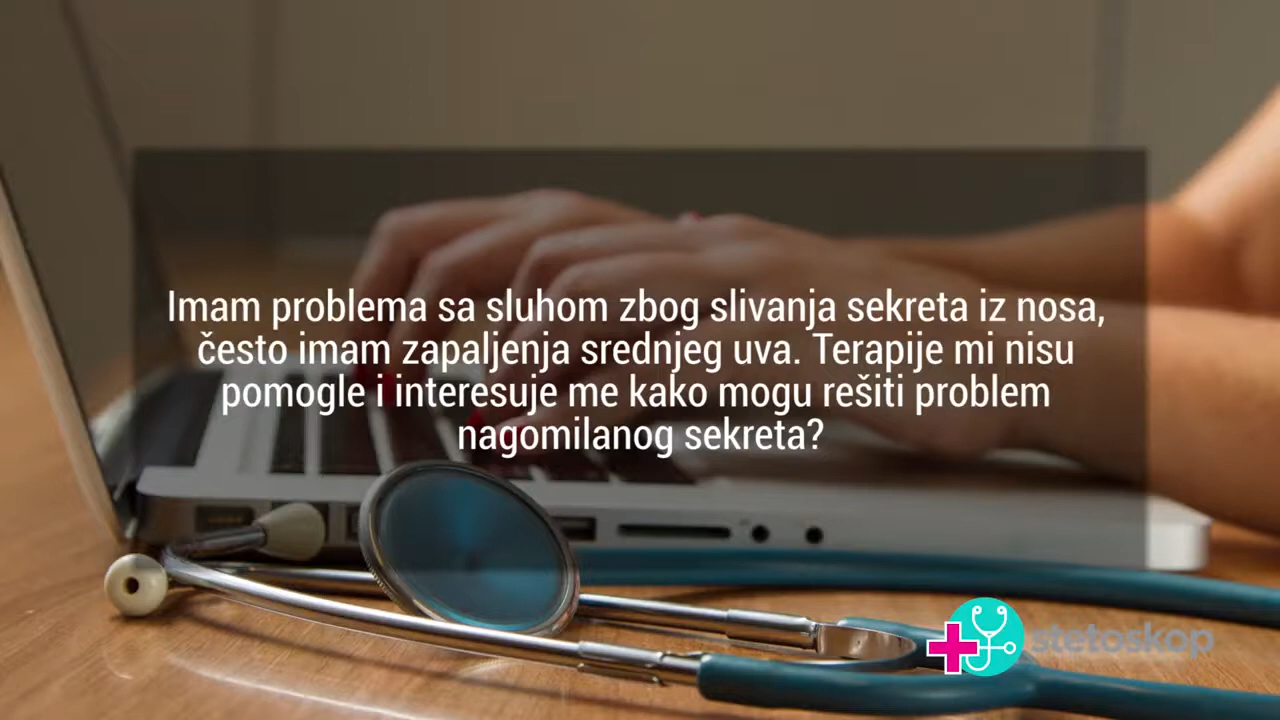 Imam problema sa sluhom zbog slivanja sekreta iz nosa,
često imam zapaljenja srednjeg uva. Terapije mi nisu
pomogle i interesuje me kako mogu rešiti problem
nagomilanog sekreta?
stetoskop